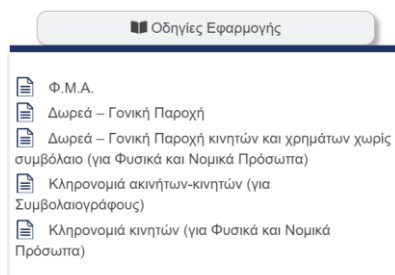 Οδηγίες Εφαρμογής
Φ.Μ.Α.
Δωρεά – Γονική Παροχή
Δωρεά – Γονική Παροχή κινητών και χρημάτων χωρίς
συμβόλαιο (για Φυσικά και Νομικά Πρόσωπα)
Κληρονομιά ακινήτων-κινητών (για
Συμβολαιογράφους)
Κληρονομιά κινητών (για Φυσικά και Νομικά
Πρόσωπα)